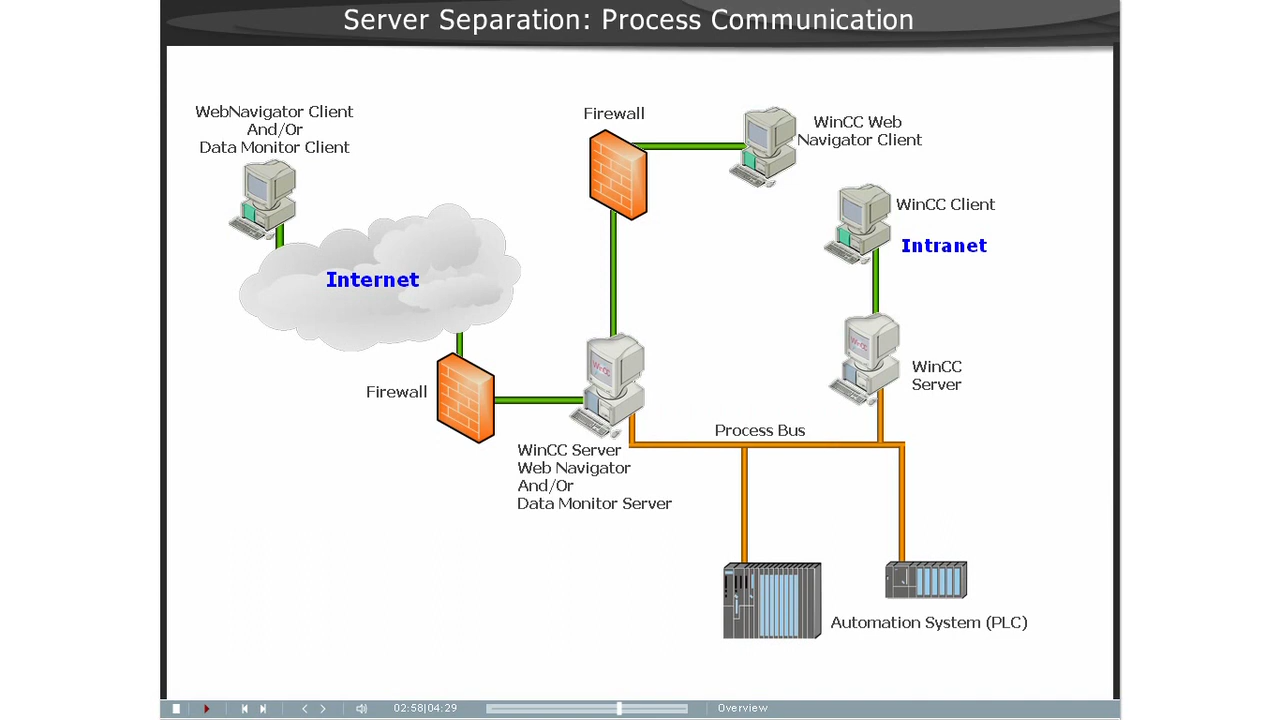 Server Separation: Process Communication
WebNavigator Client
And/Or
Data Monitor Client
Firewall
WinCC Web
Navigator Client
WinCC Client
Intranet
Internet
Firewall
WinCC
WinCC
WinCC
Server
Process Bus
WinCC Server
Web Navigator
And/Or
Data Monitor Server
Automation System (PLC)
02:58|04:29
Overview